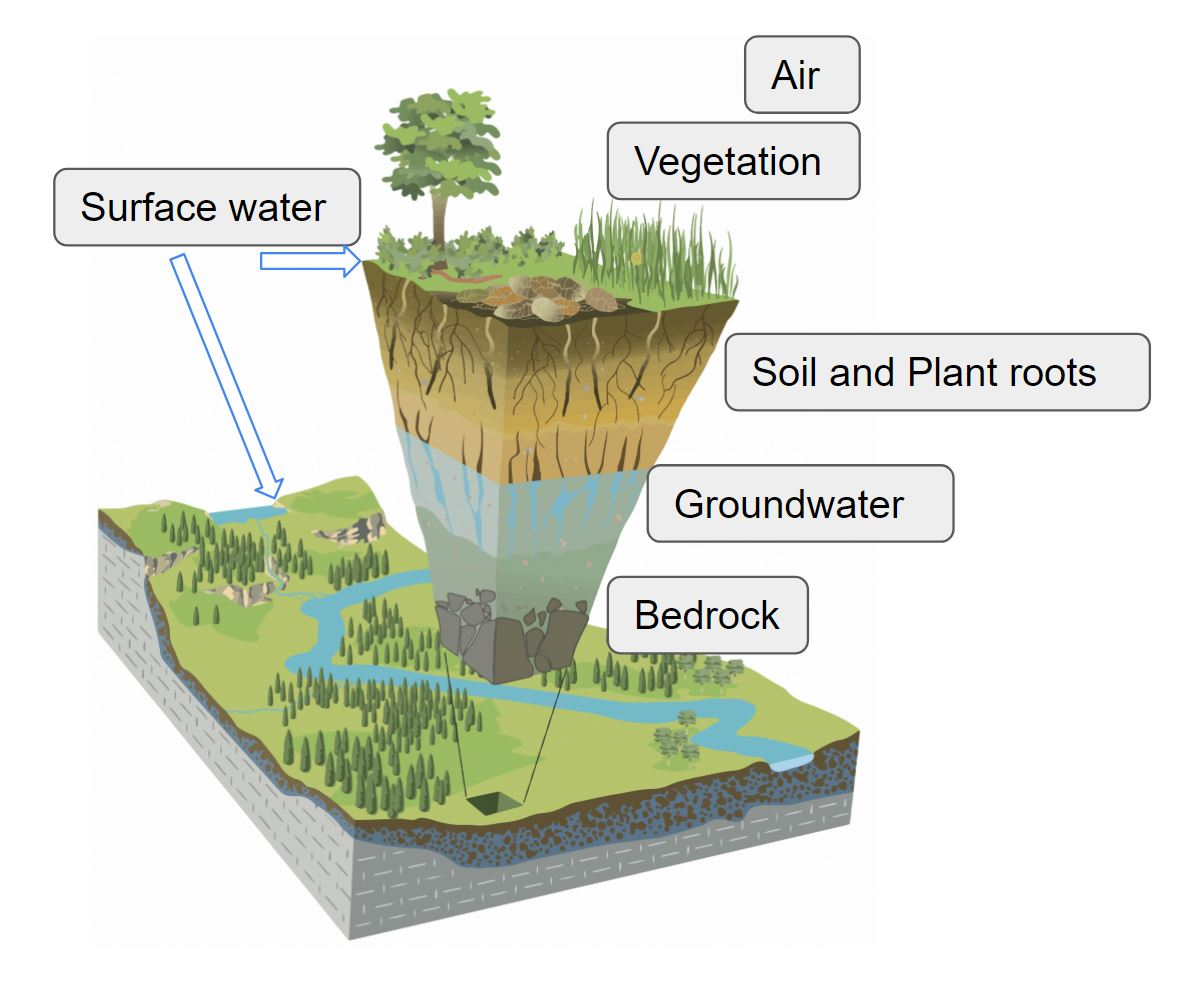 Air
Vegetation
Surface water
Soil and Plant roots
Groundwater
Bedrock